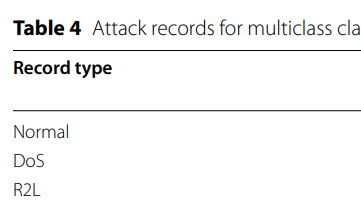 Table 4 Attack records for multiclass cla
Record type
Normal
DoS
R2L